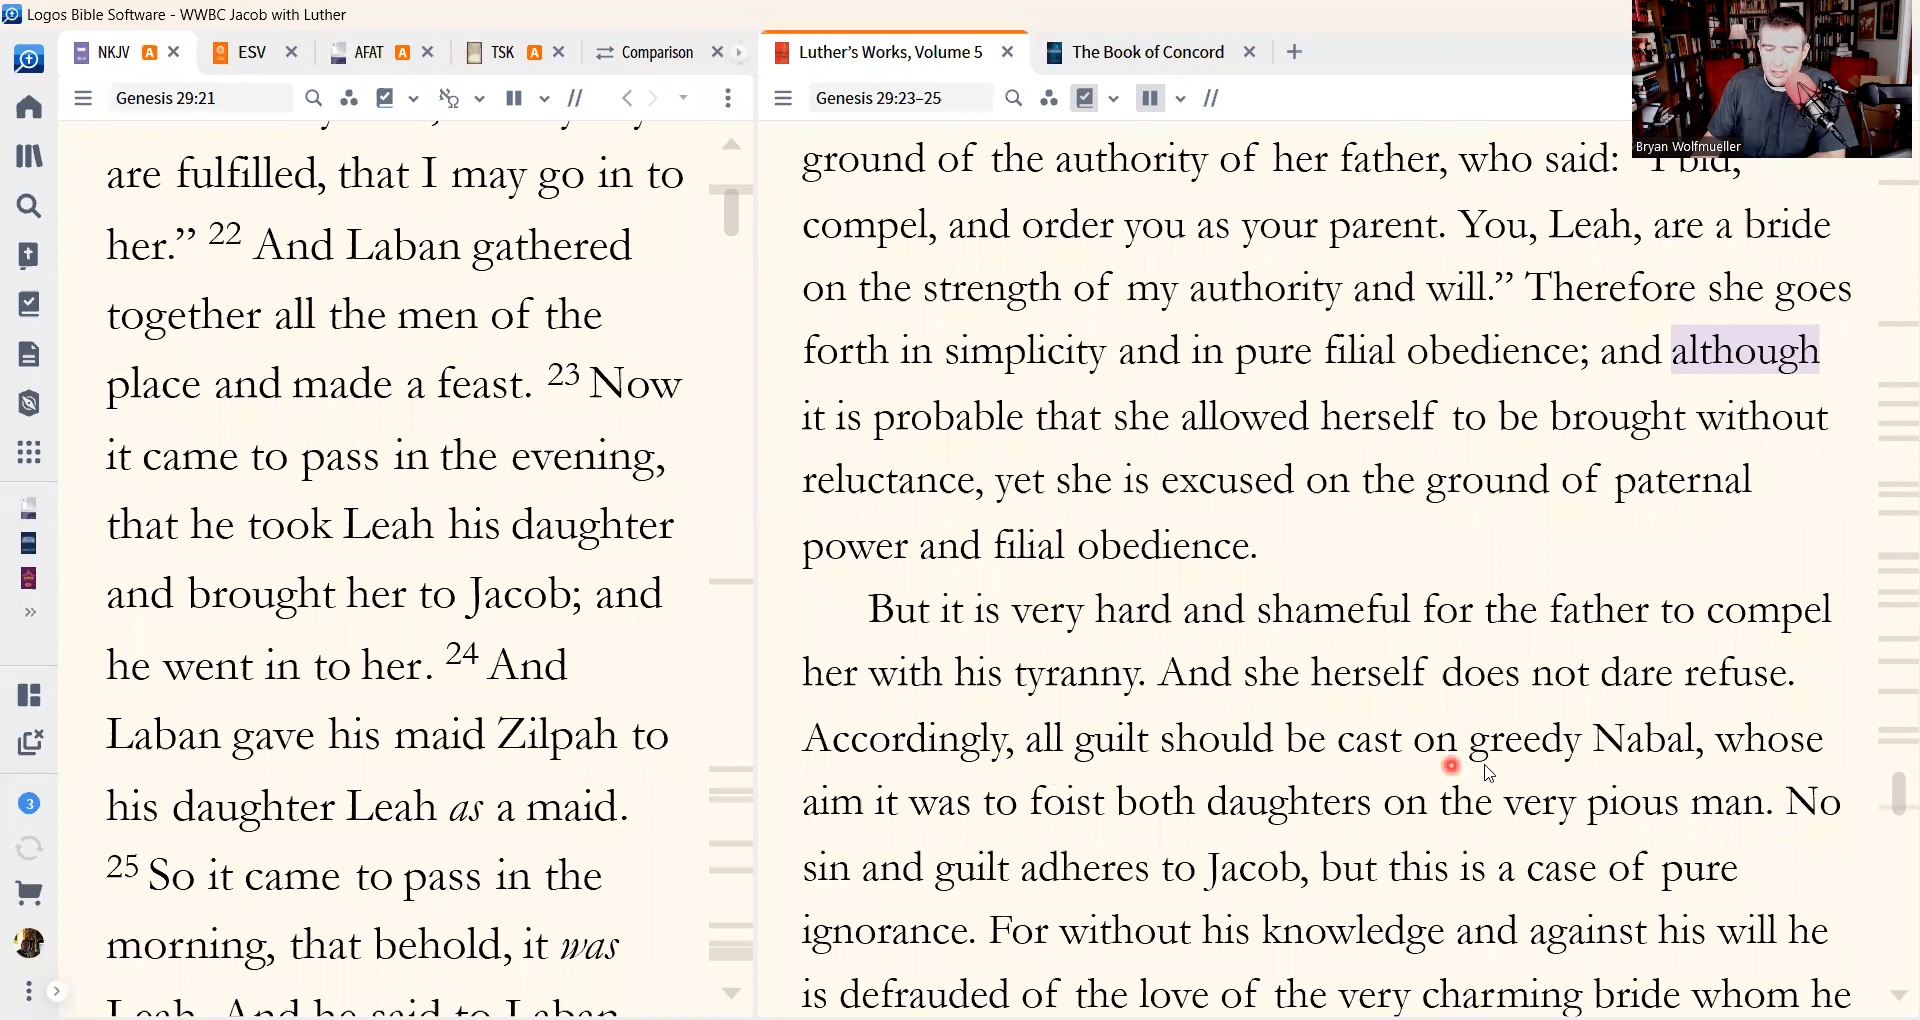 Logos Bible Software - WWBC Jacob with Luther
NKJV A
ESV
AFAT A
TSK A
Comparison
Luther's Works, Volume 5
The Book of Concord
Genesis 29:21
Genesis 29:23–25
Bryan Wolfmueller
are fulfilled, that I may go in to
her.” 22 And Laban gathered
together all the men of the
place and made a feast. 23 Now
it came to pass in the evening,
that he took Leah his daughter
and brought her to Jacob; and
he went in to her. 24 And
Laban gave his maid Zilpah to
his daughter Leah as a maid.
25 So it came to pass in the
morning, that behold, it was
Leah. And he said to Laban,
ground of the authority of her father, who said: “I bid,
compel, and order you as your parent. You, Leah, are a bride
on the strength of my authority and will.” Therefore she goes
forth in simplicity and in pure filial obedience; and although
it is probable that she allowed herself to be brought without
reluctance, yet she is excused on the ground of paternal
power and filial obedience.
But it is very hard and shameful for the father to compel
her with his tyranny. And she herself does not dare refuse.
Accordingly, all guilt should be cast on greedy Nabal, whose
aim it was to foist both daughters on the very pious man. No
sin and guilt adheres to Jacob, but this is a case of pure
ignorance. For without his knowledge and against his will he
is defrauded of the love of the very charming bride whom he
3